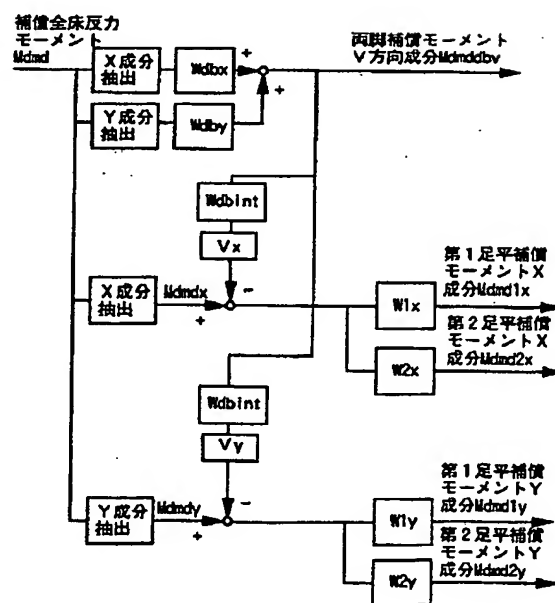 補償全床反力
モーメント
Mdmd
X成分
抽出
Wdbx
+
+
両脚補償モーメント
V方向成分Mdmddbv
Y成分
抽出
Wdby
Wdbint
Vx
-
X成分
抽出
Mdmdx
+
W1x
第1足平補償
モーメントX
成分Mdmd1x
W2x
第2足平補償
モーメントX
成分Mdmd2x
Wdbint
Vy
-
Y成分
抽出
Mdmdy
+
W1y
第1足平補償
モーメントY
成分Mdmd1y
W2y
第2足平補償
モーメントY
成分Mdmd2y